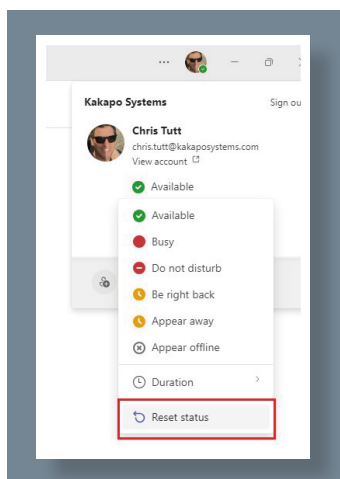 Kakapo Systems
Sign ou
Chris Tutt
chris.tutt@kakaposystems.com
View account
Available
Available
Busy
Do not disturb
Be right back
Appear away
Appear offline
Duration
Reset status